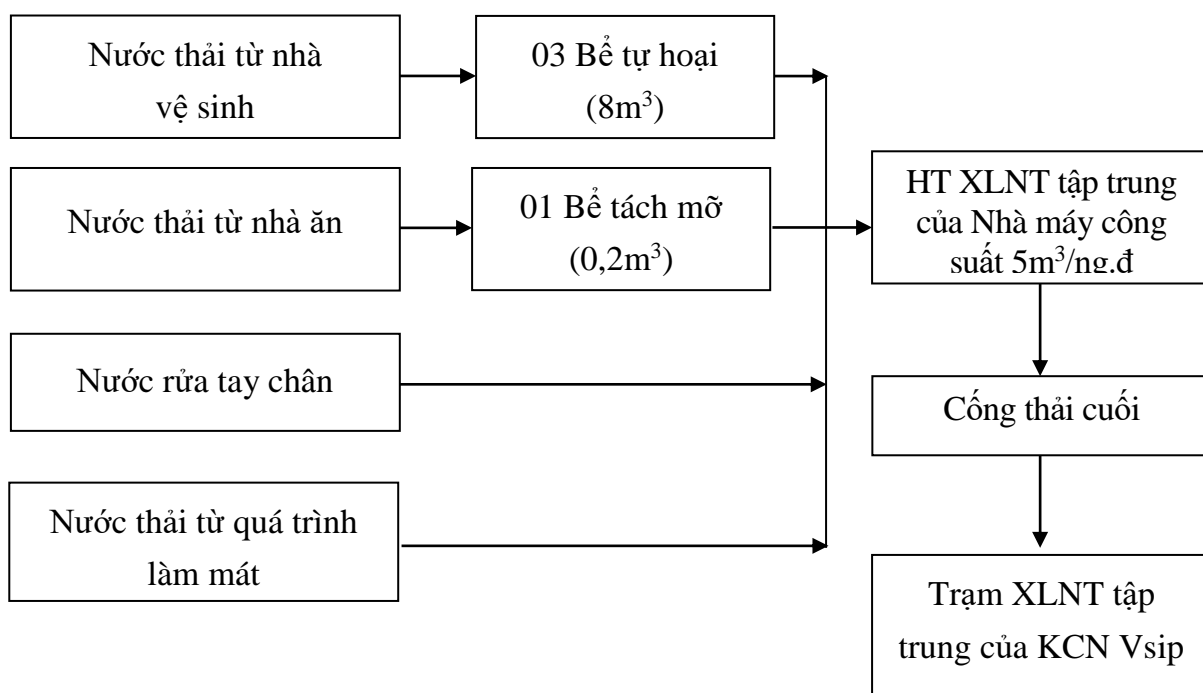 Nước thải từ nhà
vệ sinh
03 Bể tự hoại
(8m³)
Nước thải từ nhà ăn
01 Bể tách mỡ
(0,2m³)
HT XLNT tập trung
của Nhà máy công
suất 5m³/ng.đ
Nước rửa tay chân
Cống thải cuối
Nước thải từ quá trình
làm mát
Trạm XLNT tập
trung của KCN Vsip